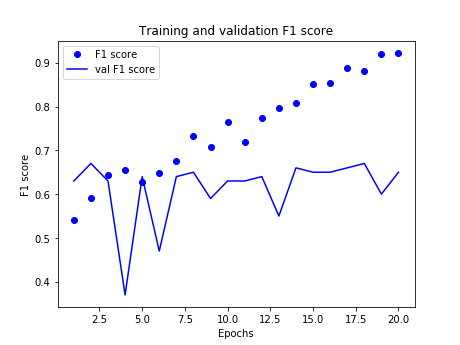 Training and validation F1 score
F1 score
val F1 score
F1 score
0.9
0.8
0.7
0.6
0.5
0.4
2.5 5.0 7.5 10.0 12.5 15.0 17.5 20.0
Epochs